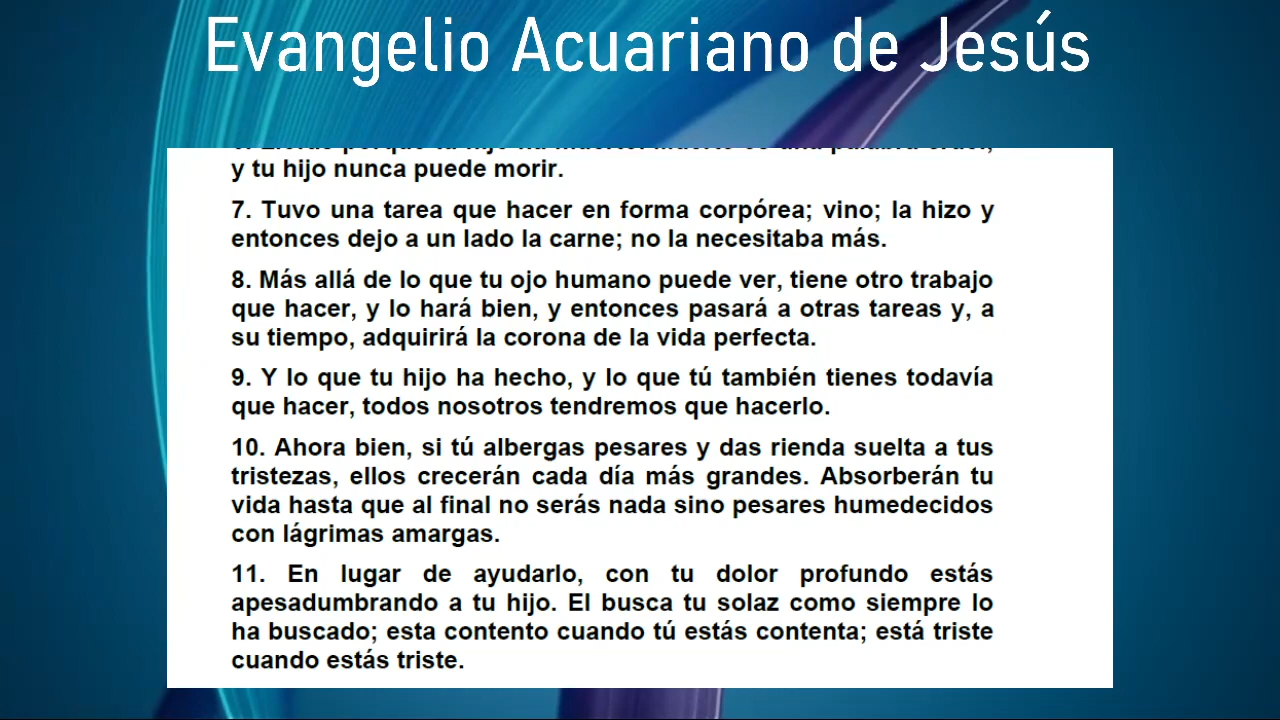 Evangelio Acuariano de Jesús
y tu hijo nunca puede morir.
7. Tuvo una tarea que hacer en forma corpórea; vino; la hizo y
entonces dejo a un lado la carne; no la necesitaba más.
8. Más allá de lo que tu ojo humano puede ver, tiene otro trabajo
que hacer, y lo hará bien, y entonces pasará a otras tareas y, a
su tiempo, adquirirá la corona de la vida perfecta.
9. Y lo que tu hijo ha hecho, y lo que tú también tienes todavía
que hacer, todos nosotros tendremos que hacerlo.
10. Ahora bien, si tú albergas pesares y das rienda suelta a tus
tristezas, ellos crecerán cada día más grandes. Absorberán tu
vida hasta que al final no serás nada sino pesares humedecidos
con lágrimas amargas.
11. En lugar de ayudarlo, con tu dolor profundo estás
apesadumbrando a tu hijo. El busca tu solaz como siempre lo
ha buscado; esta contento cuando tú estás contenta; está triste
cuando estás triste.